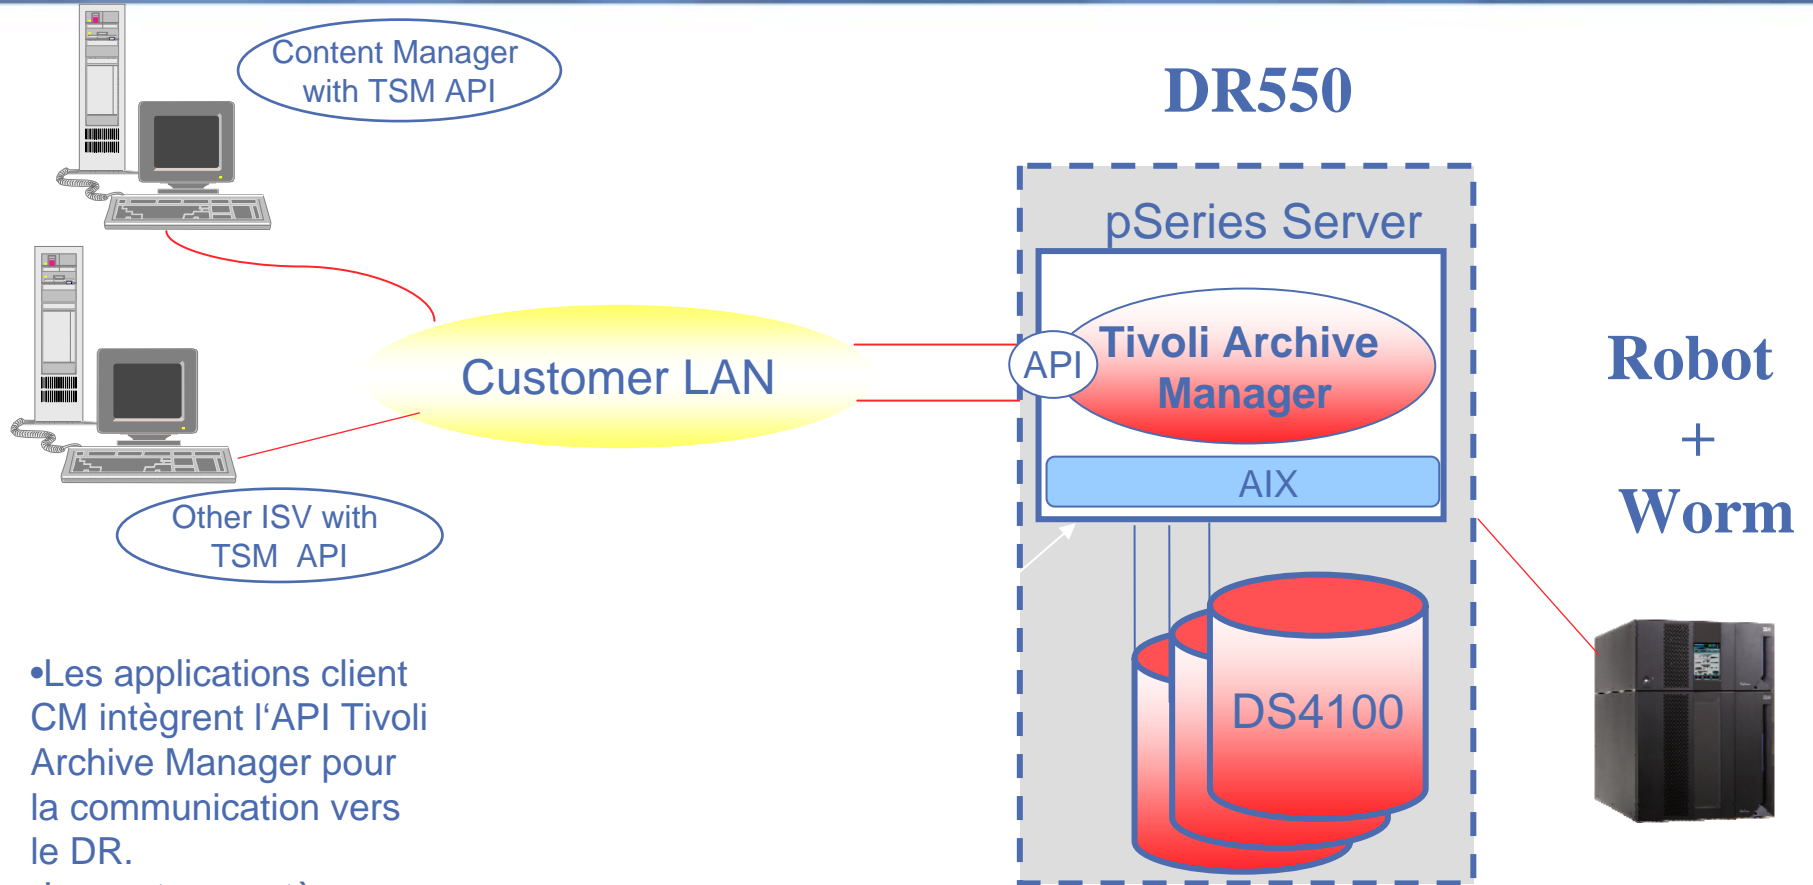 Content Manager
with TSM API
DR550
pSeries Server
API
Tivoli Archive
Manager
Customer LAN
AIX
Robot
+
Worm
Other ISV with
TSM API
DS4100
•Les applications client
CM intègrent l‘API Tivoli
Archive Manager pour
la communication vers
le DR.